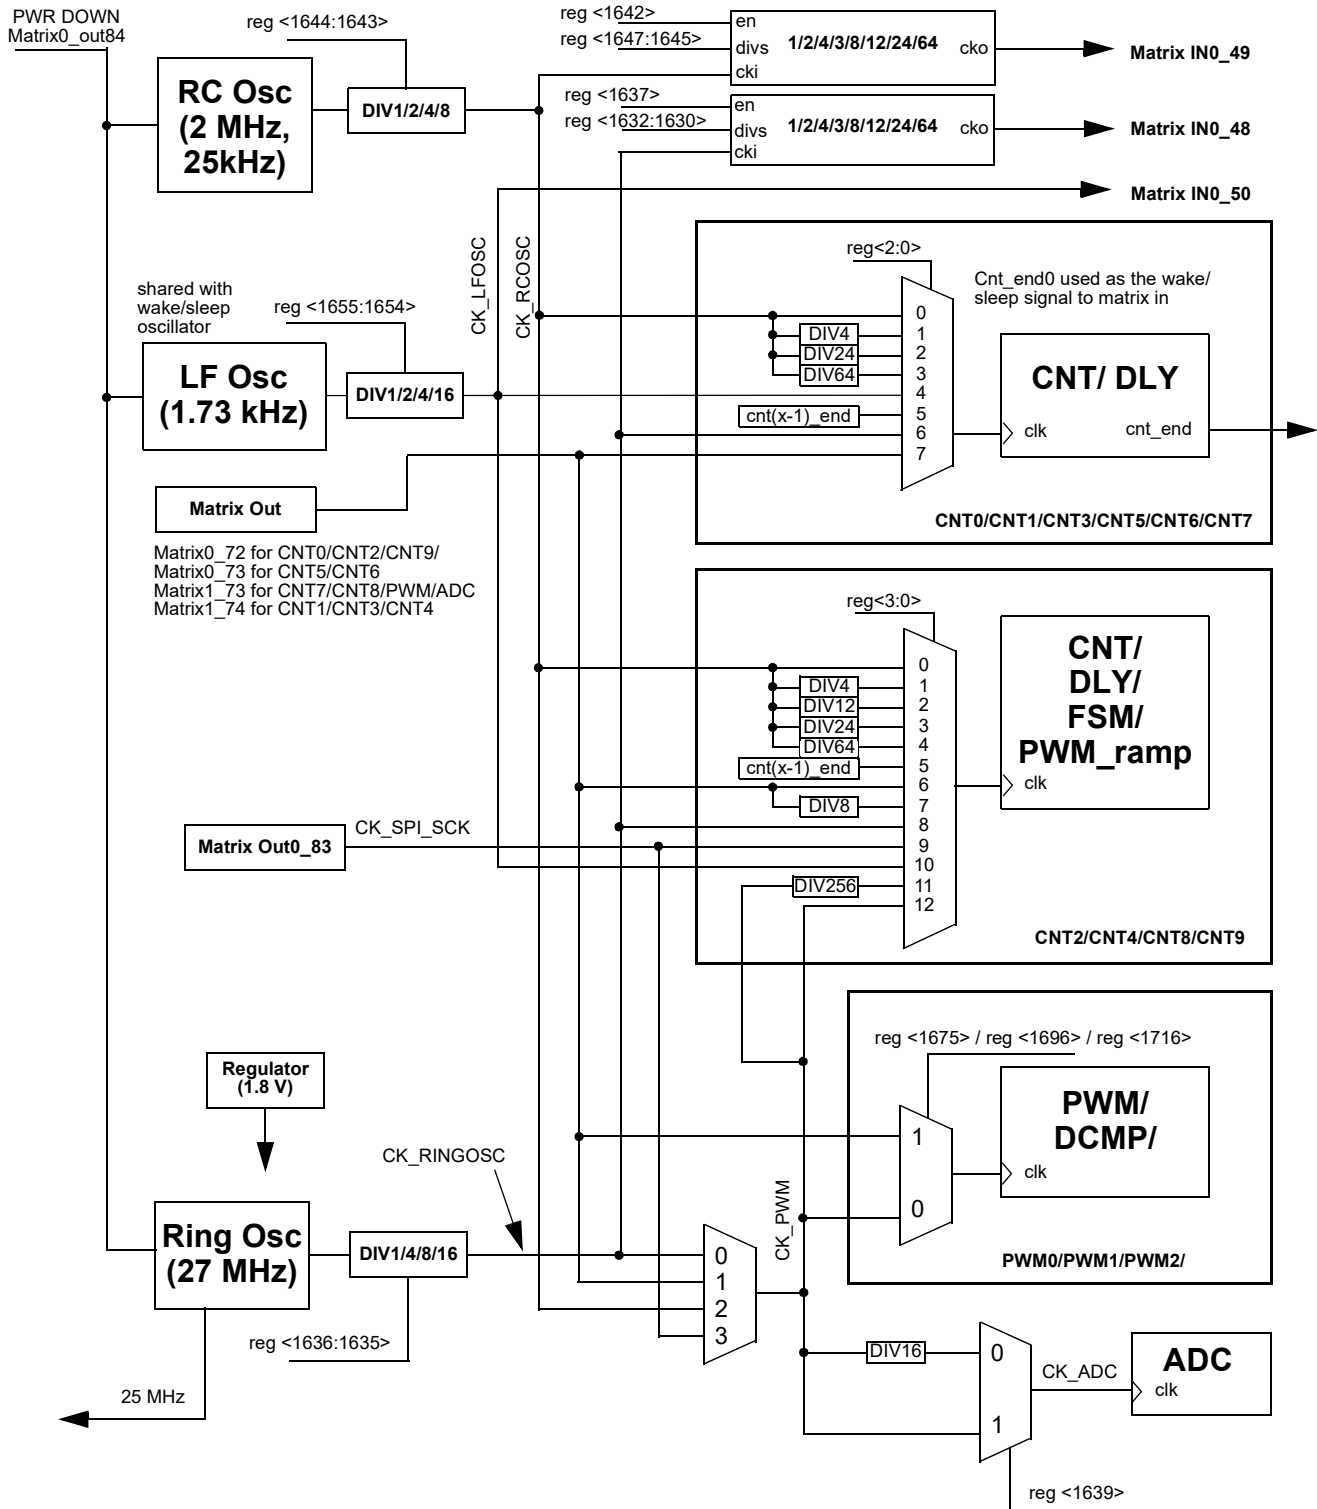 PWR DOWN
Matrix0_out84
reg <1644:1643>
RC Osc
(2 MHz,
25kHz)
DIV1/2/4/8
reg <1642>
reg <1647:1645>
en
divs
cki
1/2/4/3/8/12/24/64
cko
Matrix IN0_49
reg <1637>
reg <1632:1630>
en
divs
cki
1/2/4/3/8/12/24/64
cko
Matrix IN0_48
Matrix IN0_50
CK_LFOSC
CK_RCOSC
shared with
wake/sleep
oscillator
reg <1655:1654>
LF Osc
(1.73 kHz)
DIV1/2/4/16
reg<2:0>
Cnt_end0 used as the wake/
sleep signal to matrix in
0
DIV4 1
DIV24 2
DIV64 3
4
cnt(x-1)_end 5
6
7
CNT/ DLY
clk
cnt_end
CNT0/CNT1/CNT3/CNT5/CNT6/CNT7
Matrix Out
Matrix0_72 for CNT0/CNT2/CNT9/
Matrix0_73 for CNT5/CNT6
Matrix1_73 for CNT7/CNT8/PWM/ADC
Matrix1_74 for CNT1/CNT3/CNT4
reg<3:0>
0
DIV4 1
DIV12 2
DIV24 3
DIV64 4
cnt(x-1)_end 5
6
DIV8 7
8
9
10
DIV256 11
12
CNT/
DLY/
FSM/
PWM_ramp
clk
CNT2/CNT4/CNT8/CNT9
Matrix Out0_83
CK_SPI_SCK
reg <1675> / reg <1696> / reg <1716>
1
0
PWM/
DCMP/
clk
PWM0/PWM1/PWM2/
Regulator
(1.8 V)
CK_RINGOSC
Ring Osc
(27 MHz)
DIV1/4/8/16
reg <1636:1635>
25 MHz
0
1
2
3
CK_PWM
DIV16
0
1
CK_ADC
ADC
clk
reg <1639>